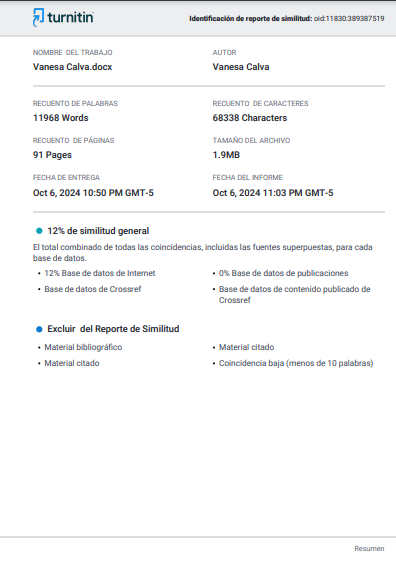 turnitin
Identificación de reporte de similitud: oid:11830:389387519
NOMBRE DEL TRABAJO
AUTOR
Vanesa Calva.docx
Vanesa Calva
RECUENTO DE PALABRAS
RECUENTO DE CARACTERES
11968 Words
68338 Characters
RECUENTO DE PÁGINAS
TAMAÑO DEL ARCHIVO
91 Pages
1.9MB
FECHA DE ENTREGA
FECHA DEL INFORME
Oct 6, 2024 10:50 PM GMT-5
Oct 6, 2024 11:03 PM GMT-5
● 12% de similitud general
El total combinado de todas las coincidencias, incluidas las fuentes superpuestas, para cada
base de datos.
• 12% Base de datos de Internet
• 0% Base de datos de publicaciones
• Base de datos de Crossref
• Base de datos de contenido publicado de
Crossref
● Excluir del Reporte de Similitud
• Material bibliográfico
• Material citado
• Material citado
• Coincidencia baja (menos de 10 palabras)
Resumen